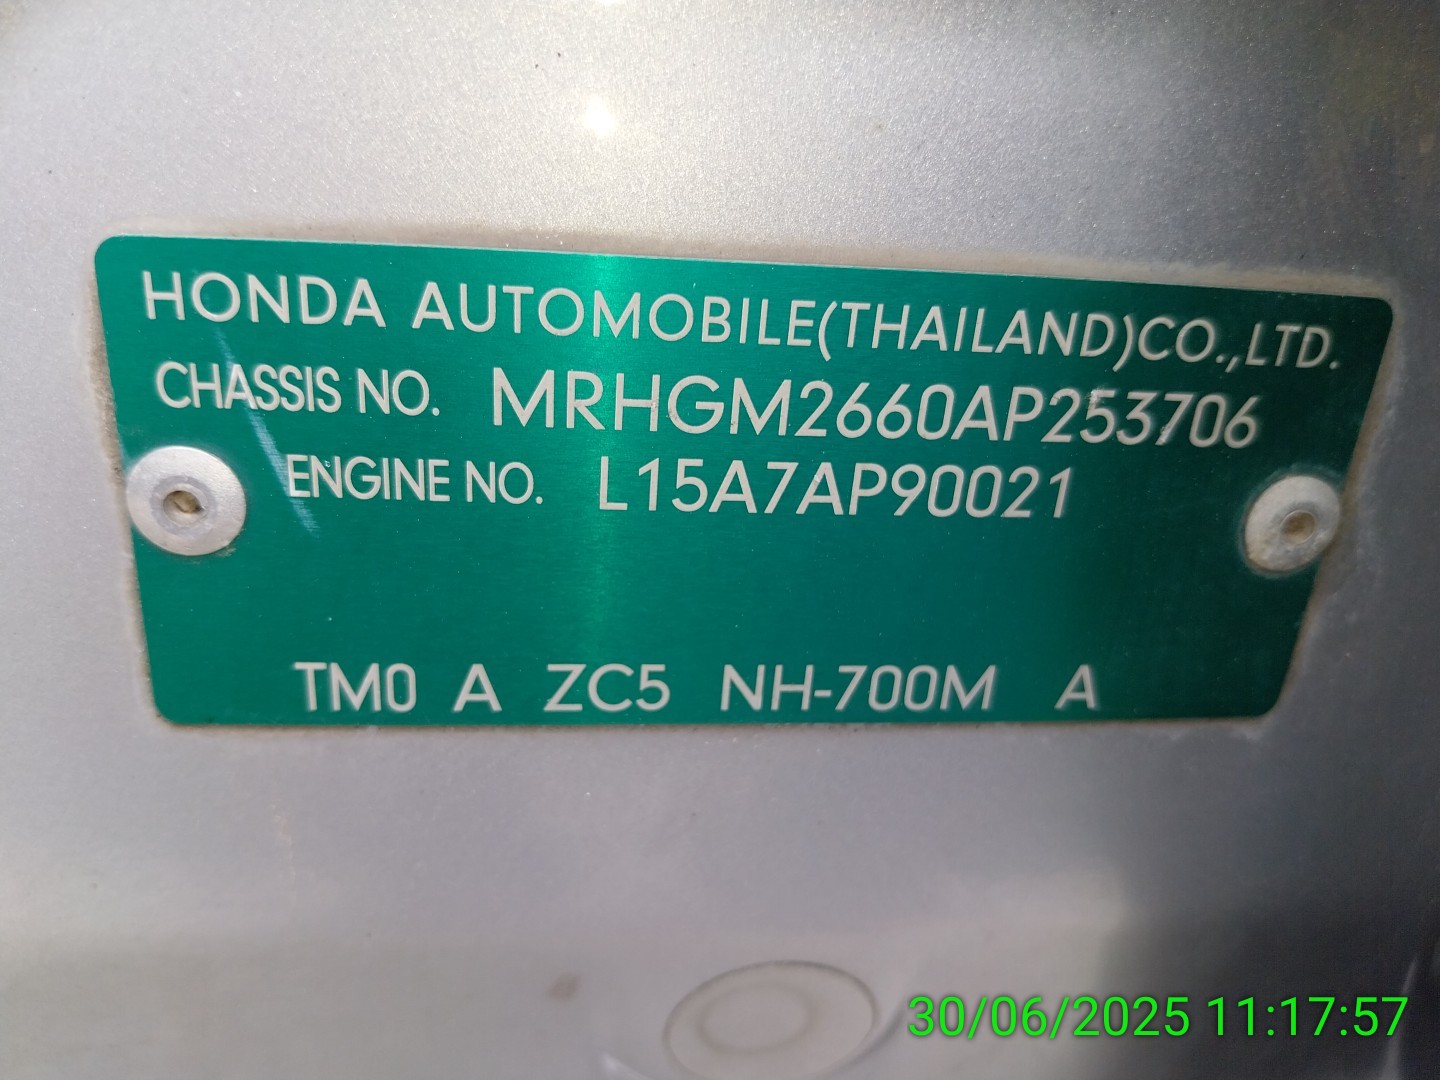 HONDA AUTOMOBILE(THAILAND)CO.,LTD.
CHASSIS NO. MRHGM2660AP253706
ENGINE NO. L15A7AP90021
TM0 A ZC5 NH-700M A
30/06/2025 11:17:57